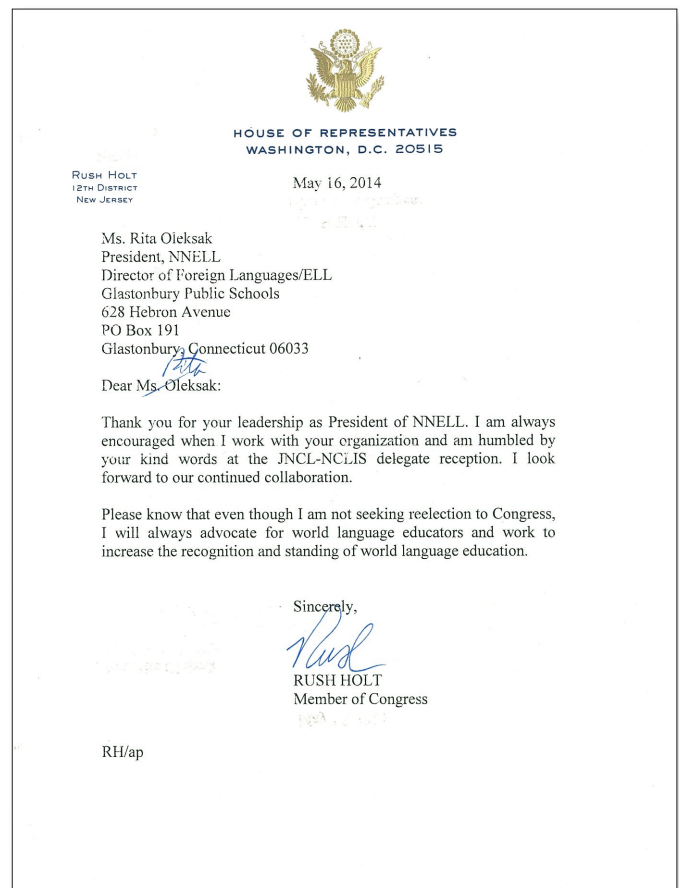 HOUSE OF REPRESENTATIVES
WASHINGTON, D.C. 20515
RUSH HOLT
12TH DISTRICT
NEW JERSEY
May 16, 2014
Ms. Rita Oleksak
President, NNELL
Director of Foreign Languages/ELL
Glastonbury Public Schools
628 Hebron Avenue
PO Box 191
Glastonbury, Connecticut 06033
Rita
Dear Ms. Oleksak:
Thank you for your leadership as President of NNELL. I am always
encouraged when I work with your organization and am humbled by
your kind words at the JNCL-NCLIS delegate reception. I look
forward to our continued collaboration.
Please know that even though I am not seeking reelection to Congress,
I will always advocate for world language educators and work to
increase the recognition and standing of world language education.
Sincerely,
Rush
RUSH HOLT
Member of Congress
RH/ap